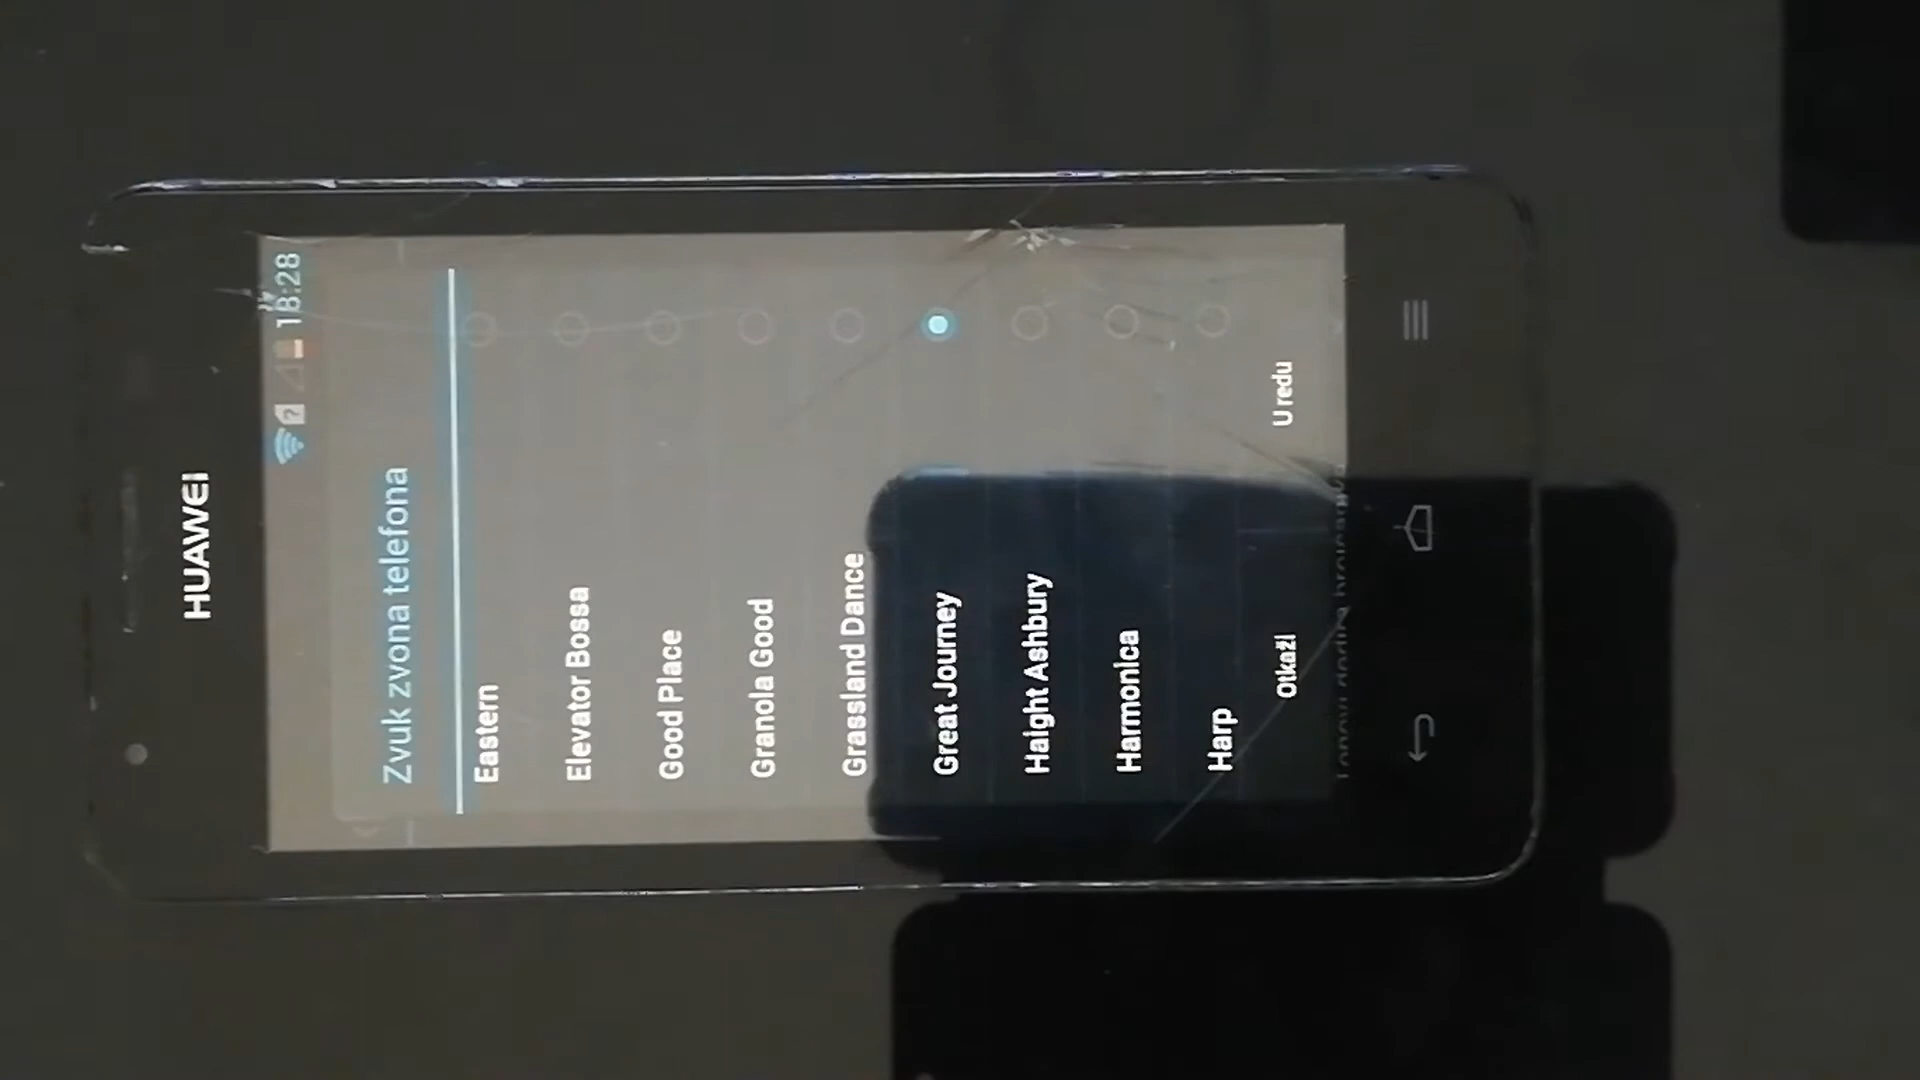 HUAWEI
18:28
Zvuk zvona telefona
Eastern
Elevator Bossa
Good Place
Granola Good
Grassland Dance
Great Journey
Haight Ashbury
Harmonica
Harp
Otkaži
U redu